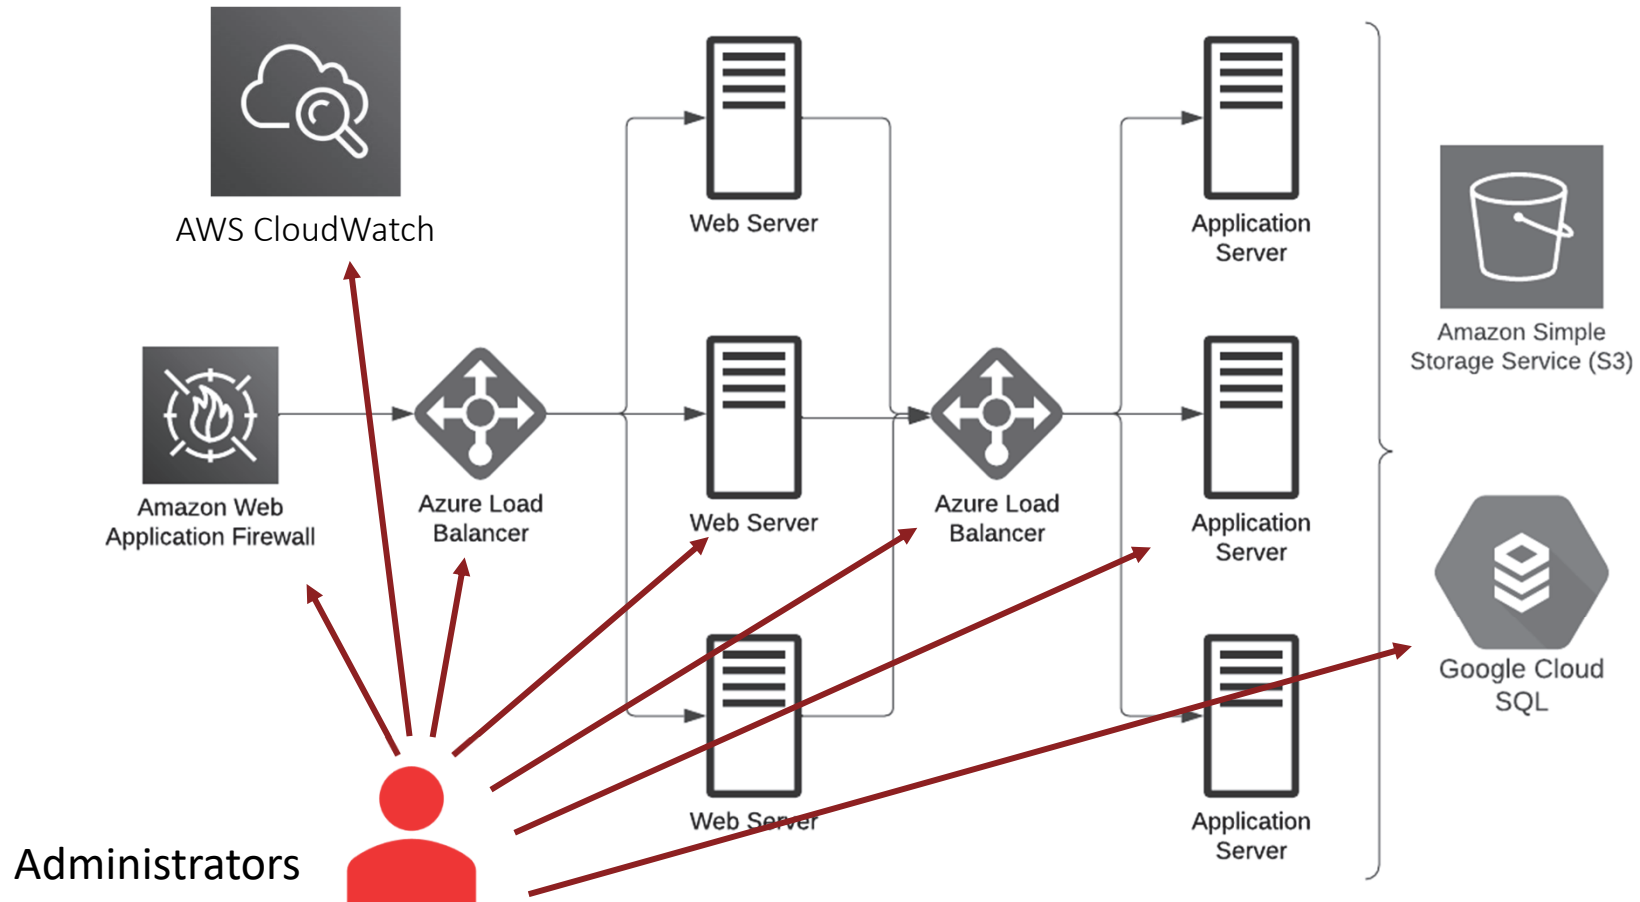 AWS CloudWatch
Web Server
Application
Server
Amazon Simple
Storage Service (S3)
Amazon Web
Application Firewall
Azure Load
Balancer
Web Server
Azure Load
Balancer
Application
Server
Google Cloud
SQL
Web Server
Application
Server
Administrators